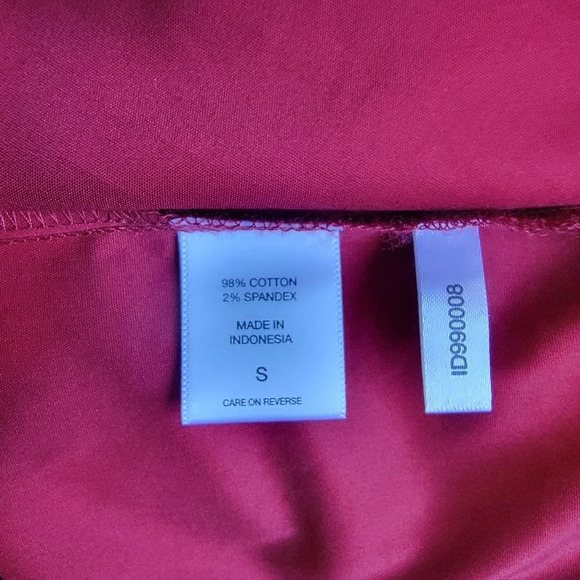 98% COTTON
2% SPANDEX
MADE IN
INDONESIA
S
CARE ON REVERSE
ID990008